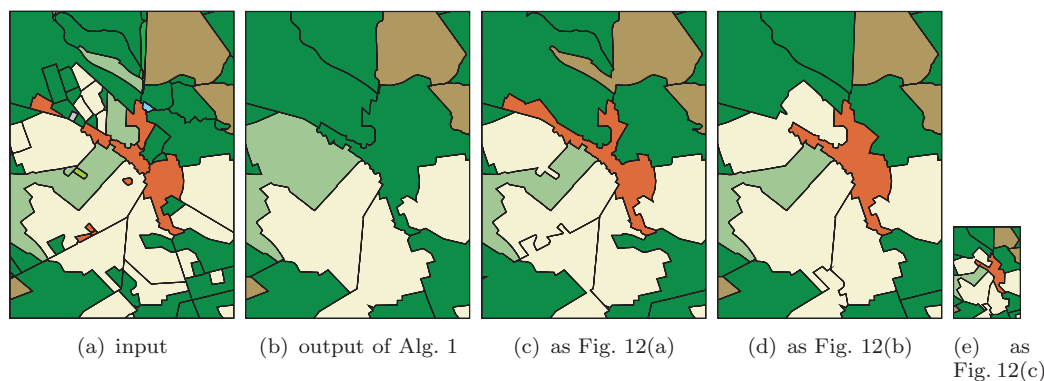 (a) input
(b) output of Alg. 1
(c) as Fig. 12(a)
(d) as Fig. 12(b)
(e) as
Fig. 12(c)